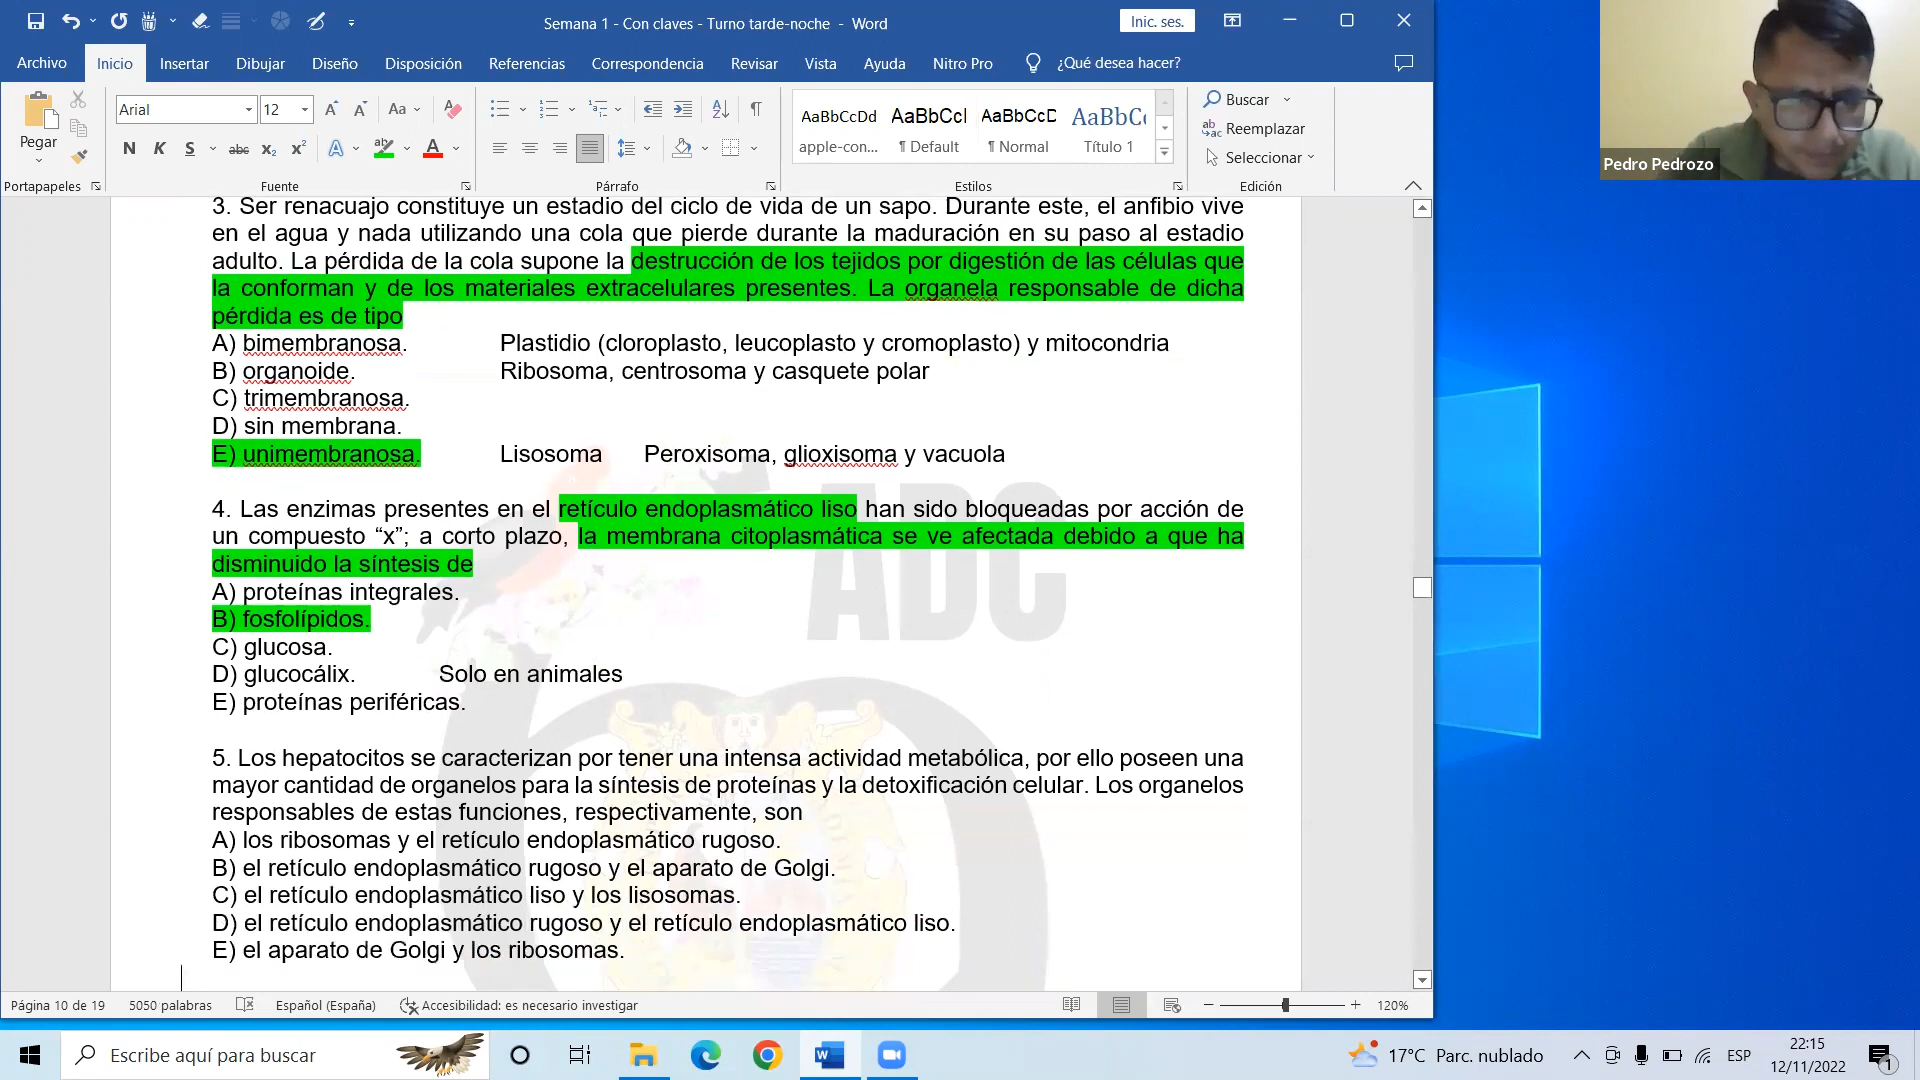 Semana 1 - Con claves - Turno tarde-noche - Word
Inic. ses.
Archivo Inicio Insertar Dibujar Diseño Disposición Referencias Correspondencia Revisar Vista Ayuda Nitro Pro ¿Qué desea hacer?
Pedro Pedrozo
Pegar
Arial 12
Aa
N K S abc x₂ x² A ab A
AaBbCcDd AaBbCcI AaBbCcD AaBbCc
apple-con... ¶ Default ¶ Normal Título 1
Buscar
Reemplazar
Seleccionar
Portapapeles Fuente Párrafo Estilos Edición
3. Ser renacuajo constituye un estadio del ciclo de vida de un sapo. Durante este, el anfibio vive
en el agua y nada utilizando una cola que pierde durante la maduración en su paso al estadio
adulto. La pérdida de la cola supone la destrucción de los tejidos por digestión de las células que
la conforman y de los materiales extracelulares presentes. La organela responsable de dicha
pérdida es de tipo
A) bimembranosa. Plastidio (cloroplasto, leucoplasto y cromoplasto) y mitocondria
B) organoide. Ribosoma, centrosoma y casquete polar
C) trimembranosa.
D) sin membrana.
E) unimembranosa. Lisosoma Peroxisoma, glioxisoma y vacuola
4. Las enzimas presentes en el retículo endoplasmático liso han sido bloqueadas por acción de
un compuesto “x”; a corto plazo, la membrana citoplasmática se ve afectada debido a que ha
disminuido la síntesis de
A) proteínas integrales.
B) fosfolípidos.
C) glucosa.
D) glucocálix. Solo en animales
E) proteínas periféricas.
ADC
5. Los hepatocitos se caracterizan por tener una intensa actividad metabólica, por ello poseen una
mayor cantidad de organelos para la síntesis de proteínas y la detoxificación celular. Los organelos
responsables de estas funciones, respectivamente, son
A) los ribosomas y el retículo endoplasmático rugoso.
B) el retículo endoplasmático rugoso y el aparato de Golgi.
C) el retículo endoplasmático liso y los lisosomas.
D) el retículo endoplasmático rugoso y el retículo endoplasmático liso.
E) el aparato de Golgi y los ribosomas.
Página 10 de 19 5050 palabras Español (España) Accesibilidad: es necesario investigar 120%
Escribe aquí para buscar
17°C Parc. nublado ESP
22:15
12/11/2022
1